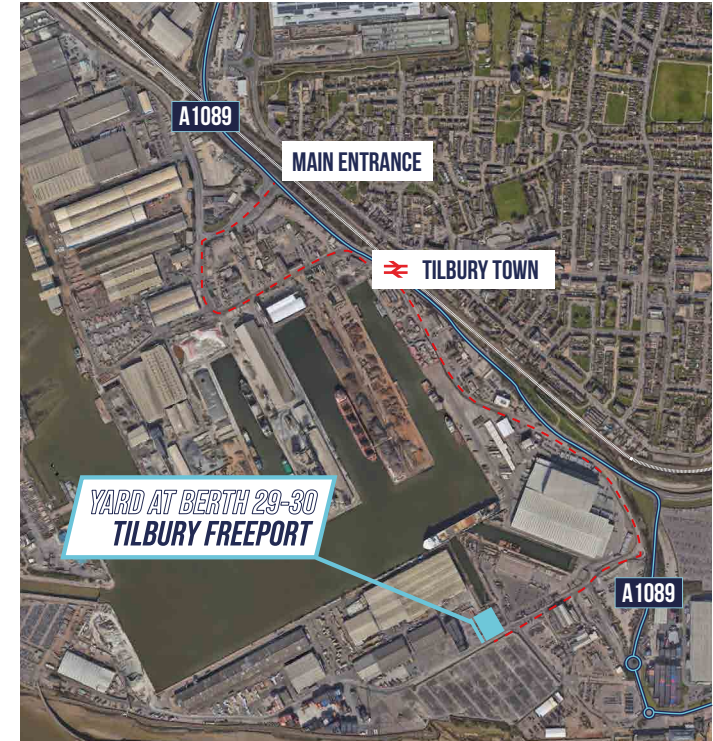 A1089
MAIN ENTRANCE
TILBURY TOWN
YARD AT BERTH 29-30
TILBURY FREEPORT
A1089